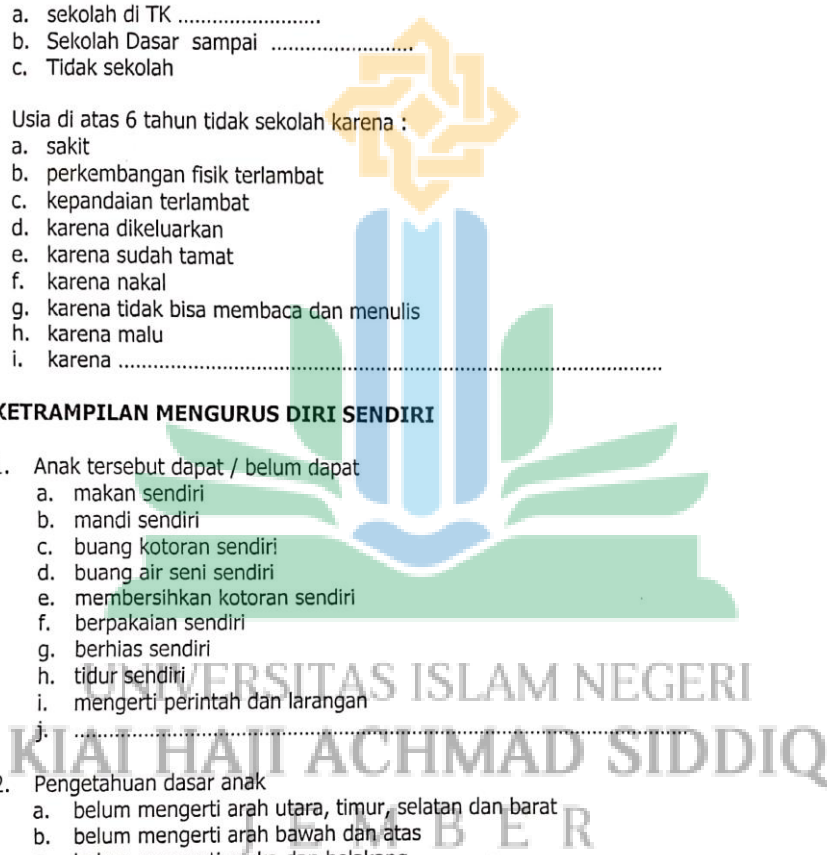 a. sekolah di TK .........................
b. Sekolah Dasar sampai .........................
c. Tidak sekolah
Usia di atas 6 tahun tidak sekolah karena :
a. sakit
b. perkembangan fisik terlambat
c. kepandaian terlambat
d. karena dikeluarkan
e. karena sudah tamat
f. karena nakal
g. karena tidak bisa membaca dan menulis
h. karena malu
i. karena ...............................................................................................
KETRAMPILAN MENGURUS DIRI SENDIRI
1. Anak tersebut dapat / belum dapat
a. makan sendiri
b. mandi sendiri
c. buang kotoran sendiri
d. buang air seni sendiri
e. membersihkan kotoran sendiri
f. berpakaian sendiri
g. berhias sendiri
h. tidur sendiri
UNIVERSITAS ISLAM NEGERI
i. mengerti perintah dan larangan
j. ...........................................................................................................
KIAI HAJI ACHMAD SIDDIQ
2. Pengetahuan dasar anak
a. belum mengerti arah utara, timur, selatan dan barat
b. belum mengerti arah bawah dan atas
JEMBER